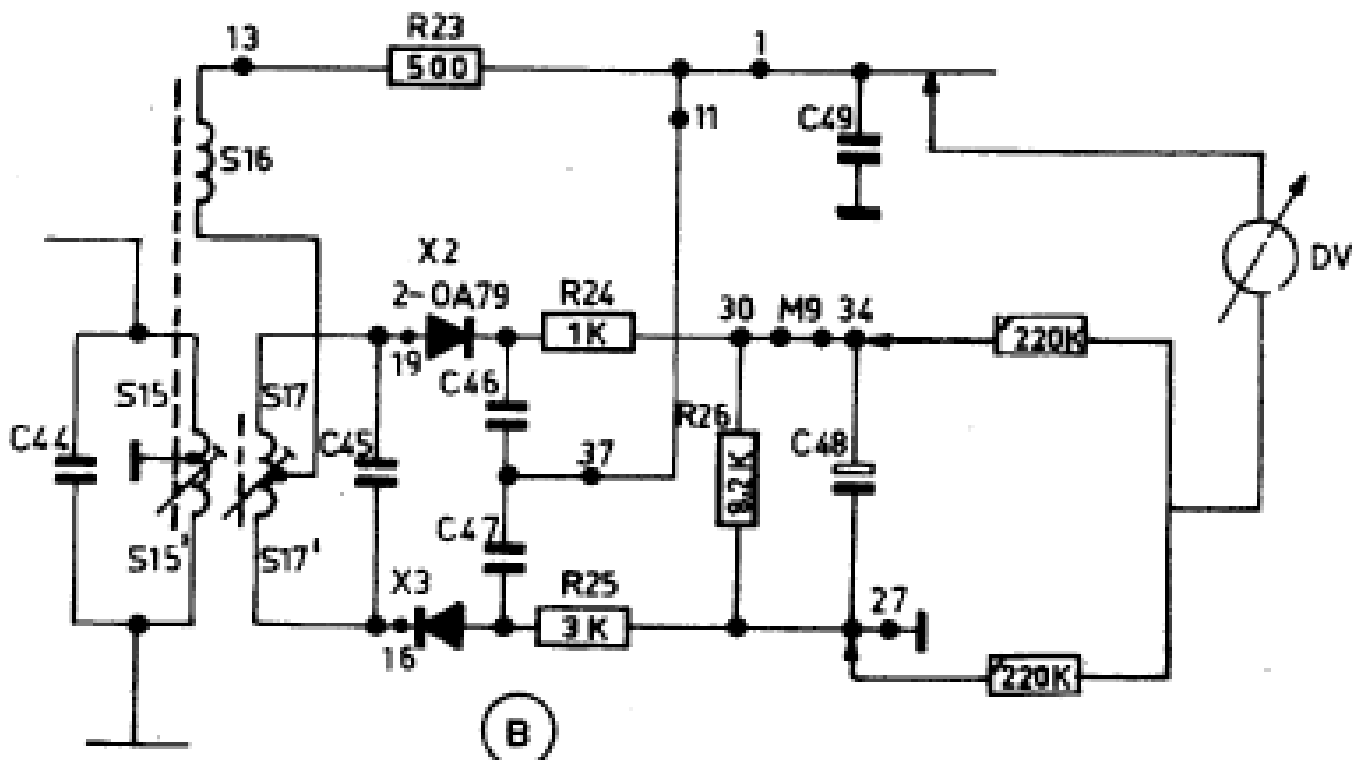 13
R23
500
1
11
C49
S16
DV
X2
2-OA79
R24
1K
30
M9
34
220K
19
C46
S15
S17
R26
C44
C45
37
C48
8.2K
C47
S15'
S17'
X3
R25
3K
27
16
220K
B